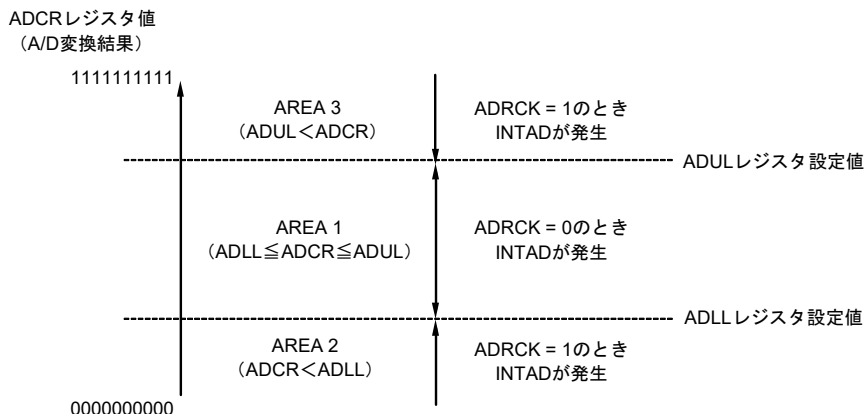 ADCRレジスタ値
（A/D変換結果）
1111111111
AREA 3
（ADUL＜ADCR）
ADRCK = 1のとき
INTADが発生
ADULレジスタ設定値
AREA 1
（ADLL≦ADCR≦ADUL）
ADRCK = 0のとき
INTADが発生
ADLLレジスタ設定値
AREA 2
（ADCR＜ADLL）
ADRCK = 1のとき
INTADが発生
0000000000